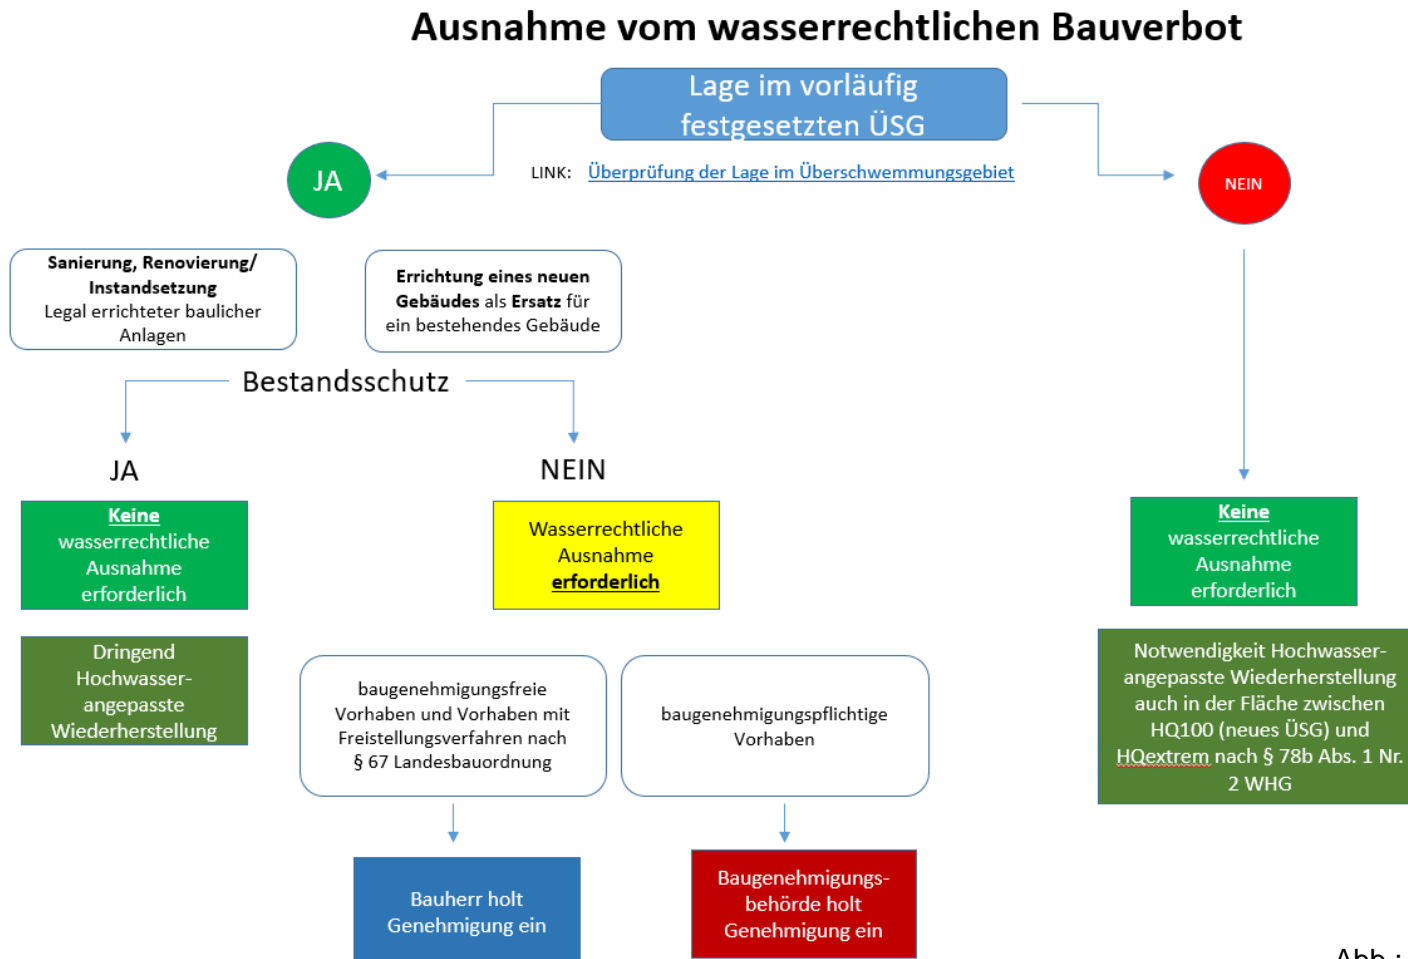 Ausnahme vom wasserrechtlichen Bauverbot
Lage im vorläufig
festgesetzten ÜSG
JA
LINK: Überprüfung der Lage im Überschwemmungsgebiet
NEIN
Sanierung, Renovierung/
Instandsetzung
Legal errichteter baulicher
Anlagen
Errichtung eines neuen
Gebäudes als Ersatz für
ein bestehendes Gebäude
Bestandsschutz
JA
NEIN
Keine
wasserrechtliche
Ausnahme
erforderlich
Wasserrechtliche
Ausnahme
erforderlich
Keine
wasserrechtliche
Ausnahme
erforderlich
Dringend
Hochwasser-
angepasste
Wiederherstellung
baugenehmigungsfreie
Vorhaben und Vorhaben mit
Freistellungsverfahren nach
§ 67 Landesbauordnung
baugenehmigungspflichtige
Vorhaben
Notwendigkeit Hochwasser-
angepasste Wiederherstellung
auch in der Fläche zwischen
HQ100 (neues ÜSG) und
HQextrem nach § 78b Abs. 1 Nr.
2 WHG
Bauherr holt
Genehmigung ein
Baugenehmigungs-
behörde holt
Genehmigung ein
Abb.: